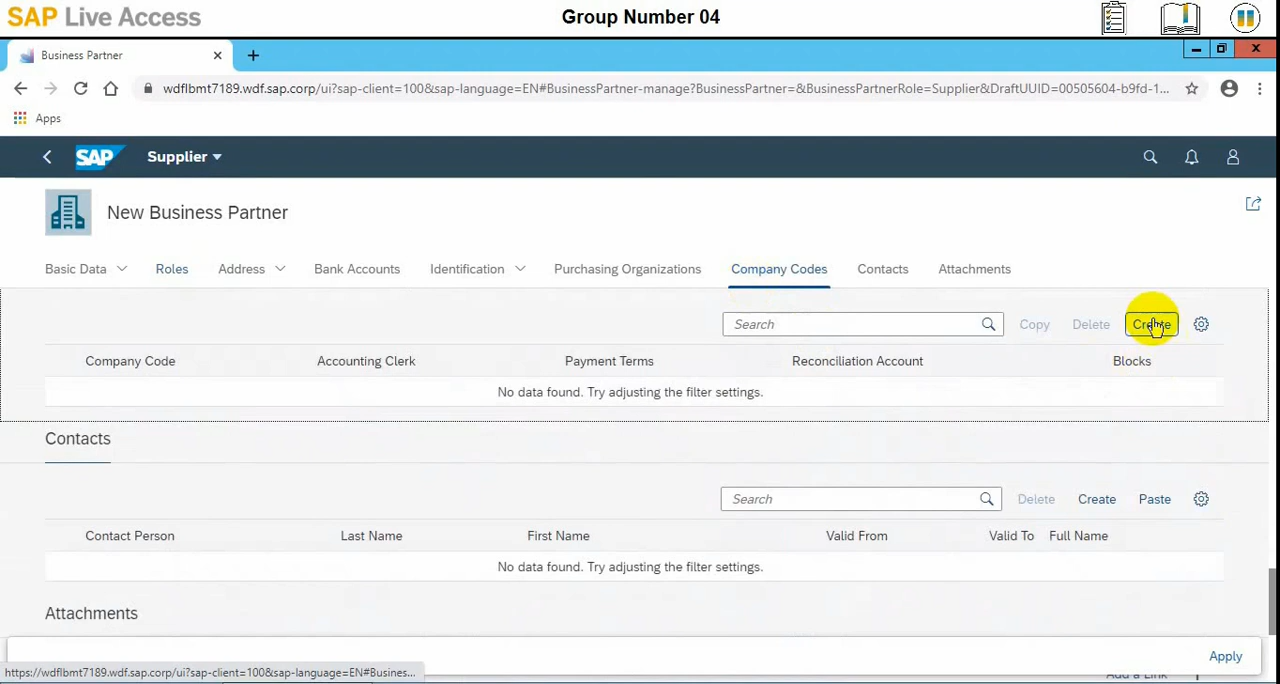 SAP Live Access
Group Number 04
Business Partner
wdflbmt7189.wdf.sap.corp/ui?sap-client=100&sap-language=EN#BusinessPartner-manage?BusinessPartner=&BusinessPartnerRole=Supplier&DraftUUID=00505604-b9fd-1...
Apps
SAP Supplier
New Business Partner
Basic Data Roles Address Bank Accounts Identification Purchasing Organizations Company Codes Contacts Attachments
Search Copy Delete Create
Company Code Accounting Clerk Payment Terms Reconciliation Account Blocks
No data found. Try adjusting the filter settings.
Contacts
Search Delete Create Paste
Contact Person Last Name First Name Valid From Valid To Full Name
No data found. Try adjusting the filter settings.
Attachments
Apply
https://wdflbmt7189.wdf.sap.corp/ui?sap-client=100&sap-language=EN#Busines...
Add a Link